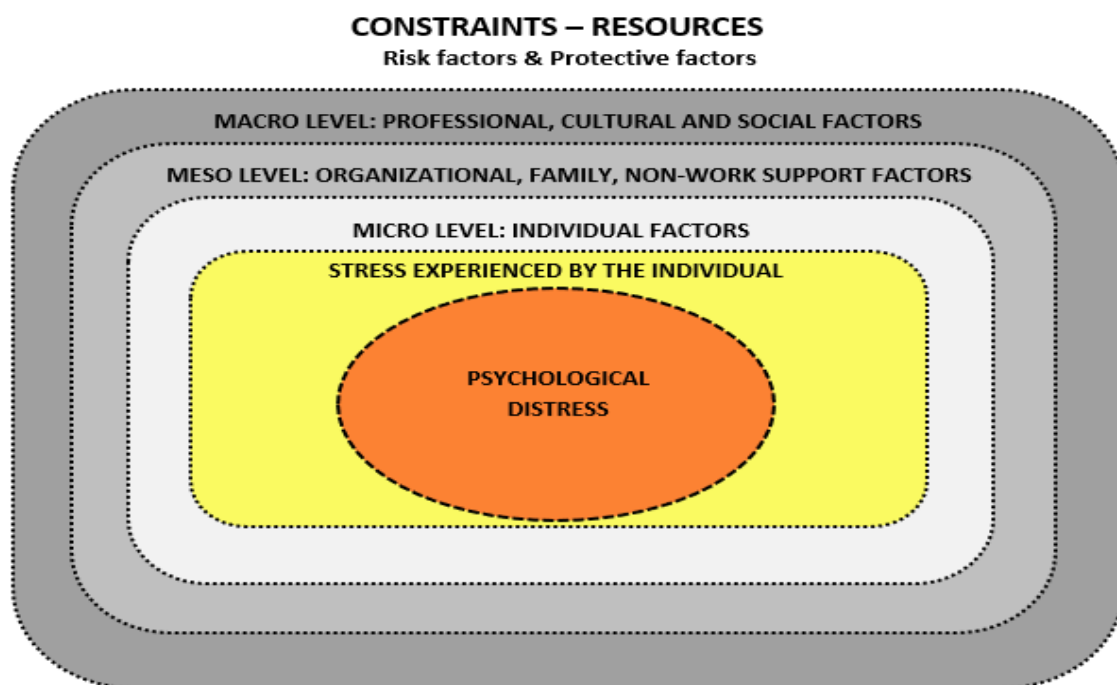 CONSTRAINTS – RESOURCES
Risk factors & Protective factors
MACRO LEVEL: PROFESSIONAL, CULTURAL AND SOCIAL FACTORS
MESO LEVEL: ORGANIZATIONAL, FAMILY, NON-WORK SUPPORT FACTORS
MICRO LEVEL: INDIVIDUAL FACTORS
STRESS EXPERIENCED BY THE INDIVIDUAL
PSYCHOLOGICAL
DISTRESS